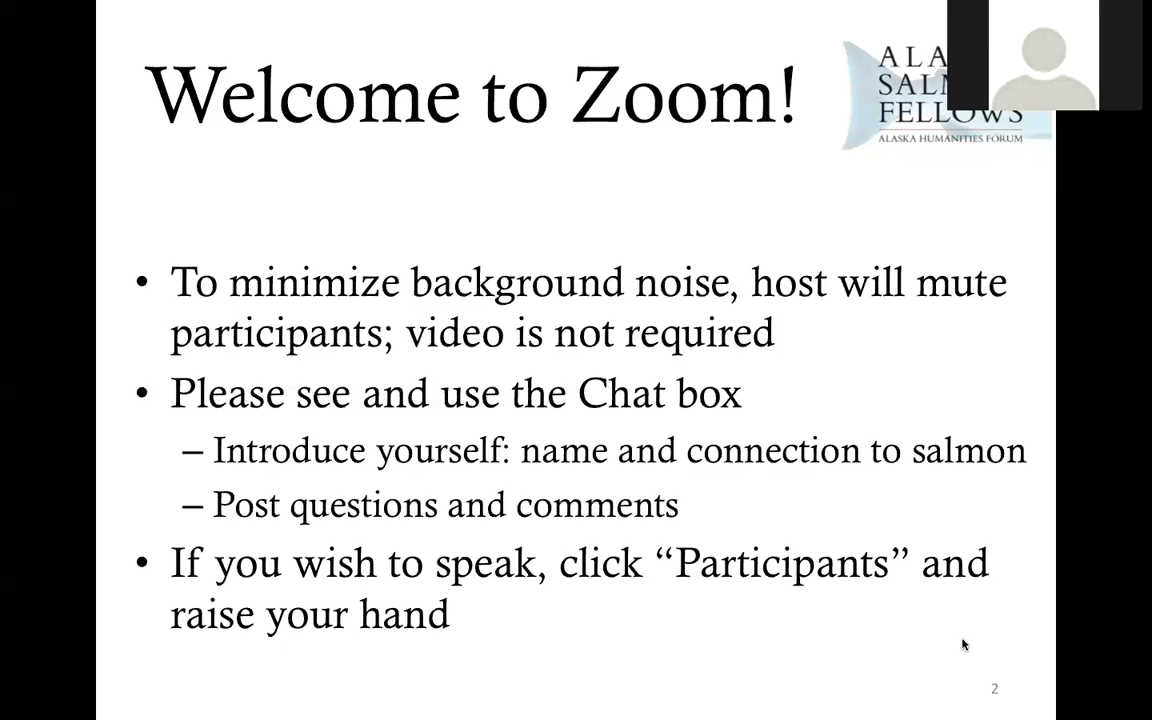 Welcome to Zoom!
FELLOWS
ALASKA HUMANITIES FORUM
• To minimize background noise, host will mute
participants; video is not required
• Please see and use the Chat box
– Introduce yourself: name and connection to salmon
– Post questions and comments
• If you wish to speak, click “Participants” and
raise your hand
2